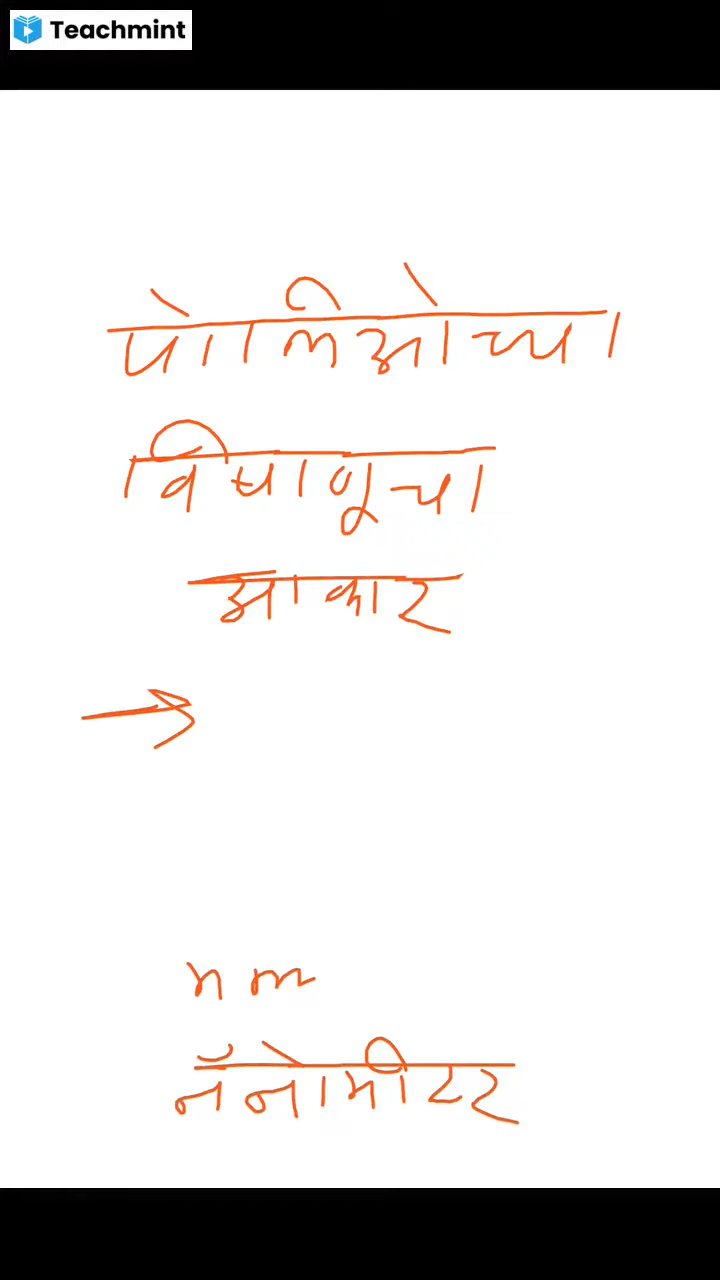 Teachmint
पोलिओच्या
विषाणूचा
आकार
→
nm
नॅनोमीटर